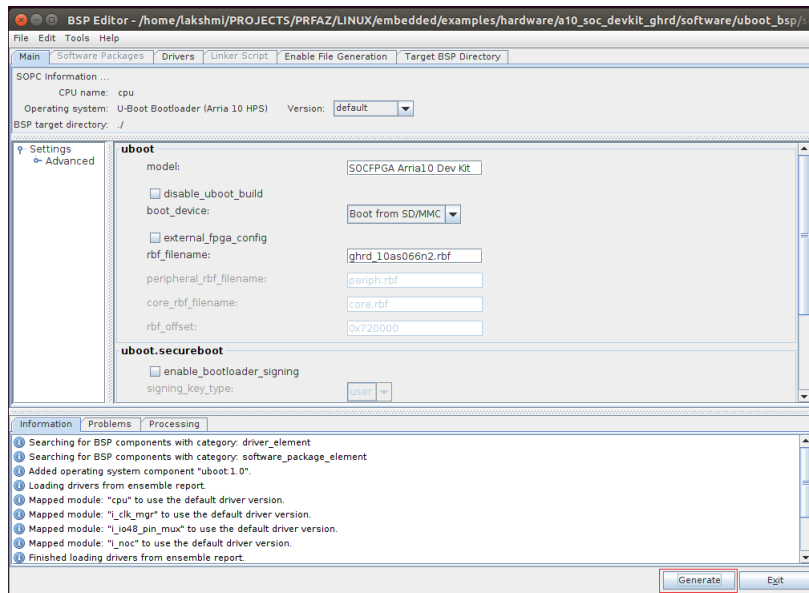 BSP Editor - /home/lakshmi/PROJECTS/PRFAZ/LINUX/embedded/examples/hardware/a10_soc_devkit_ghrd/software/uboot_bsp/s
File Edit Tools Help
Main Software Packages Drivers Linker Script Enable File Generation Target BSP Directory
SOPC Information ...
CPU name: cpu
Operating system: U-Boot Bootloader (Arria 10 HPS) Version: default
BSP target directory: ./
Settings
Advanced
uboot
model: SOCFPGA Arria10 Dev Kit
disable_uboot_build
boot_device: Boot from SD/MMC
external_fpga_config
rbf_filename: ghrd_10as066n2.rbf
peripheral_rbf_filename: periph.rbf
core_rbf_filename: core.rbf
rbf_offset: 0x720000
uboot.secureboot
enable_bootloader_signing
signing_key_type: user
Information Problems Processing
Searching for BSP components with category: driver_element
Searching for BSP components with category: software_package_element
Added operating system component "uboot:1.0".
Loading drivers from ensemble report.
Mapped module: "cpu" to use the default driver version.
Mapped module: "i_clk_mgr" to use the default driver version.
Mapped module: "i_io48_pin_mux" to use the default driver version.
Mapped module: "i_noc" to use the default driver version.
Finished loading drivers from ensemble report.
Generate Exit